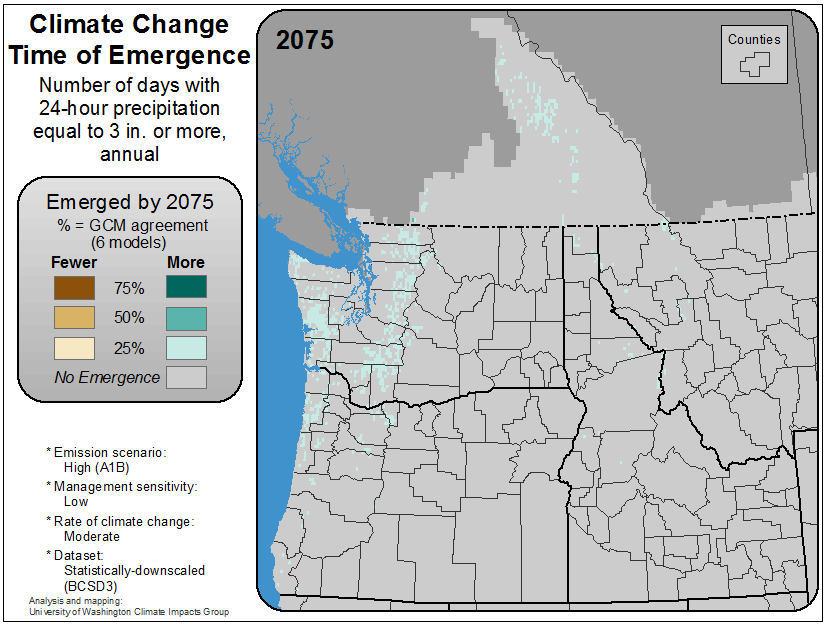 Climate Change
Time of Emergence
Number of days with
24-hour precipitation
equal to 3 in. or more,
annual
Emerged by 2075
% = GCM agreement
(6 models)
Fewer More
75%
50%
25%
No Emergence
* Emission scenario:
High (A1B)
* Management sensitivity:
Low
* Rate of climate change:
Moderate
* Dataset:
Statistically-downscaled
(BCSD3)
Analysis and mapping:
University of Washington Climate Impacts Group
2075
Counties